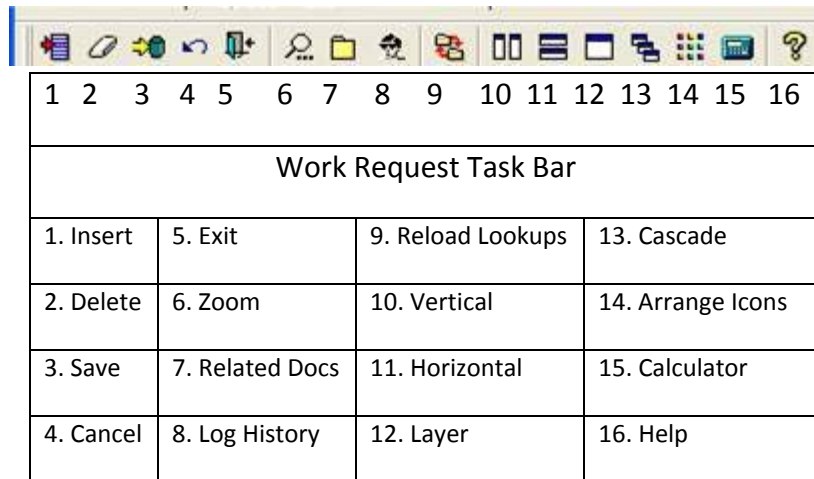 1 2 3 4 5 6 7 8 9 10 11 12 13 14 15 16
Work Request Task Bar
1. Insert 5. Exit 9. Reload Lookups 13. Cascade
2. Delete 6. Zoom 10. Vertical 14. Arrange Icons
3. Save 7. Related Docs 11. Horizontal 15. Calculator
4. Cancel 8. Log History 12. Layer 16. Help